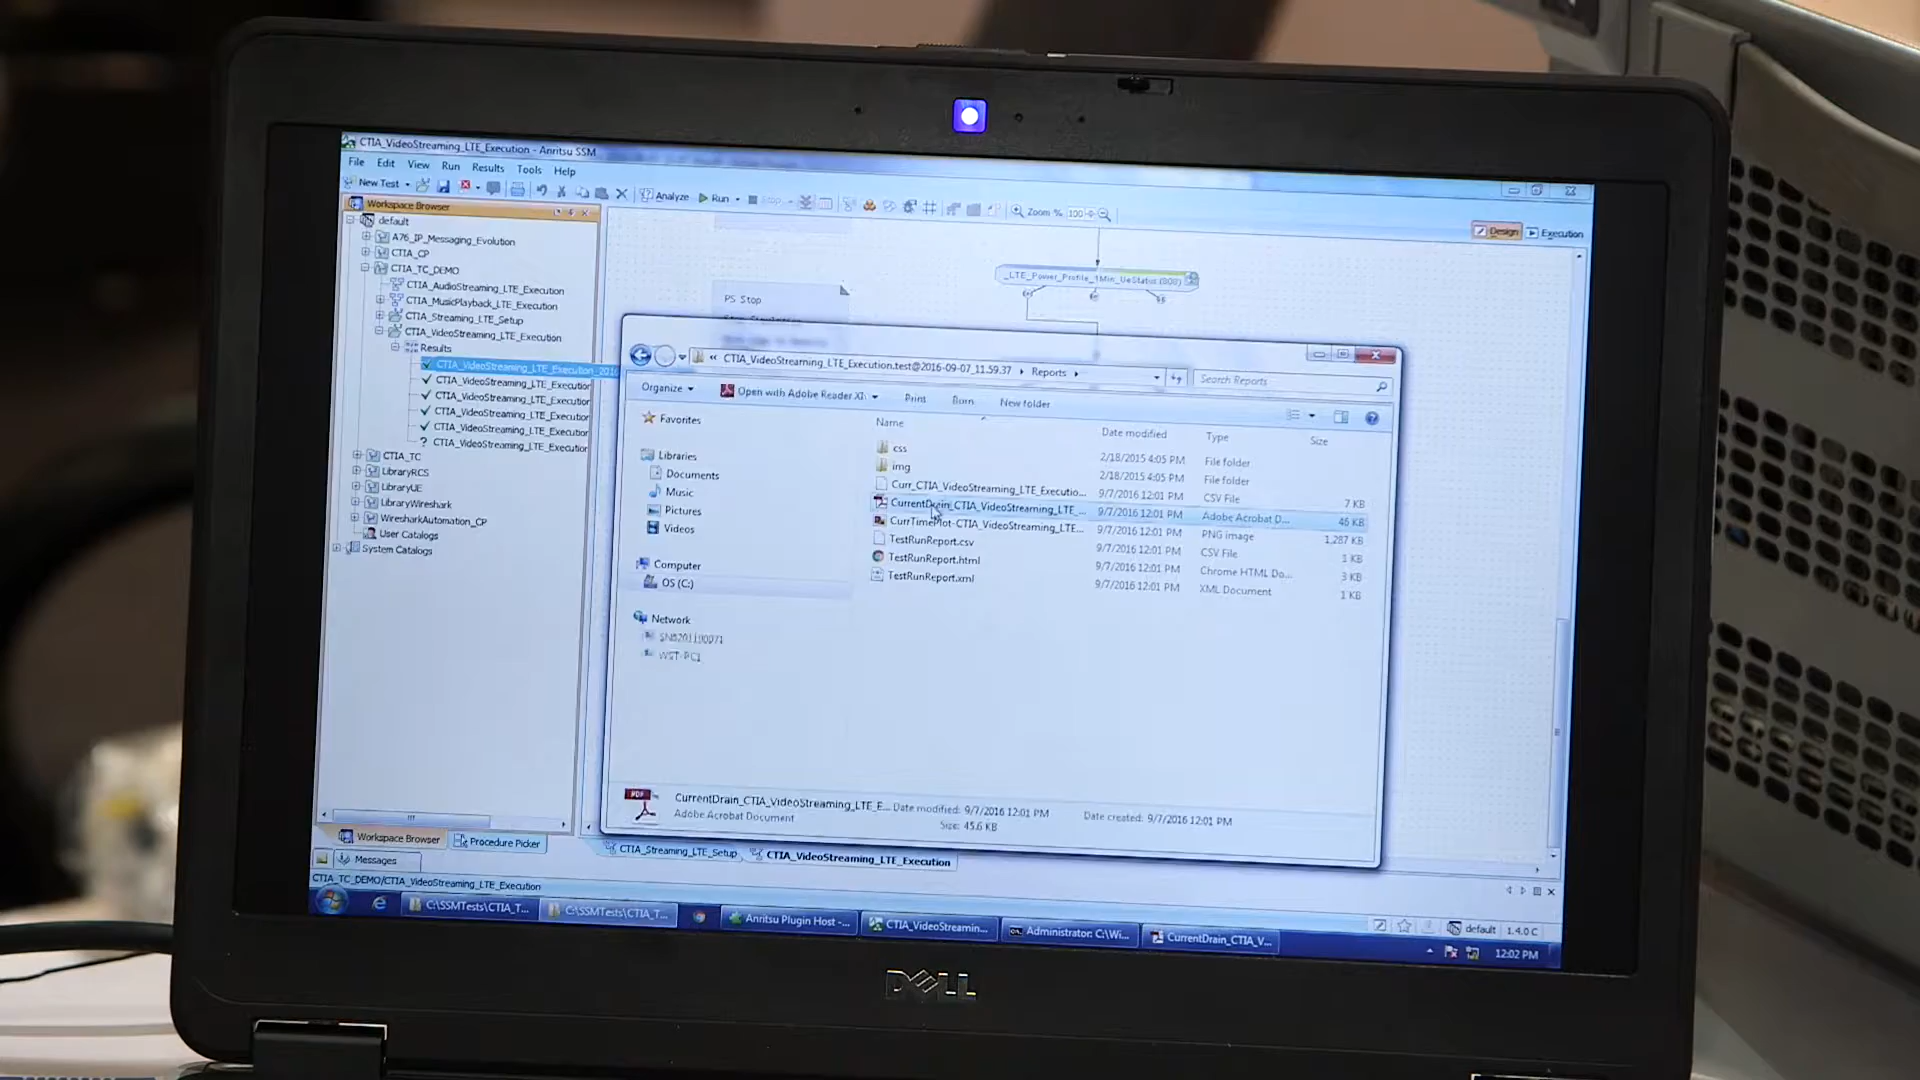 CTIA_VideoStreaming_LTE_Execution - Anritsu SSM
File Edit View Run Results Tools Help
New Test Analyze Run Stop Zoom % 100
Design Execution
Workspace Browser
default
A76_IP_Messaging_Evolution
CTIA_CP
CTIA_TC_DEMO
CTIA_AudioStreaming_LTE_Execution
CTIA_MusicPlayback_LTE_Execution
CTIA_Streaming_LTE_Setup
CTIA_VideoStreaming_LTE_Execution
Results
CTIA_VideoStreaming_LTE_Execution_201
CTIA_VideoStreaming_LTE_Execution
CTIA_VideoStreaming_LTE_Execution
CTIA_VideoStreaming_LTE_Execution
CTIA_VideoStreaming_LTE_Execution
CTIA_VideoStreaming_LTE_Execution
CTIA_TC
LibraryRCS
LibraryUE
LibraryWireshark
WiresharkAutomation_CP
User Catalogs
System Catalogs
_LTE_Power_Profile_1Min_UeStatus (900)
PS Stop
« CTIA_VideoStreaming_LTE_Execution.test@2016-09-07_11.59.37 Reports Search Reports
Organize Open with Adobe Reader XI Print Burn New folder
Favorites
Libraries
Documents
Music
Pictures
Videos
Computer
OS (C:)
Network
WST-PC1
Name Date modified Type Size
css 2/18/2015 4:05 PM File folder
img 2/18/2015 4:05 PM File folder
Curr_CTIA_VideoStreaming_LTE_Executio... 9/7/2016 12:01 PM CSV File 7 KB
CurrentDrain_CTIA_VideoStreaming_LTE_... 9/7/2016 12:01 PM Adobe Acrobat D... 46 KB
CurrTimePlot-CTIA_VideoStreaming_LTE... 9/7/2016 12:01 PM PNG image 1,287 KB
TestRunReport.csv 9/7/2016 12:01 PM CSV File 1 KB
TestRunReport.html 9/7/2016 12:01 PM Chrome HTML Do... 3 KB
TestRunReport.xml 9/7/2016 12:01 PM XML Document 1 KB
PDF
CurrentDrain_CTIA_VideoStreaming_LTE_E... Date modified: 9/7/2016 12:01 PM Date created: 9/7/2016 12:01 PM
Adobe Acrobat Document Size: 45.6 KB
Workspace Browser Procedure Picker
CTIA_Streaming_LTE_Setup CTIA_VideoStreaming_LTE_Execution
Messages
CTIA_TC_DEMO/CTIA_VideoStreaming_LTE_Execution
default 1.4.0 C
C:\SSMTests\CTIA_T... C:\SSMTests\CTIA_T... Anritsu Plugin Host -... CTIA_VideoStreamin... Administrator: C:\Wi... CurrentDrain_CTIA_V... 12:02 PM
DELL